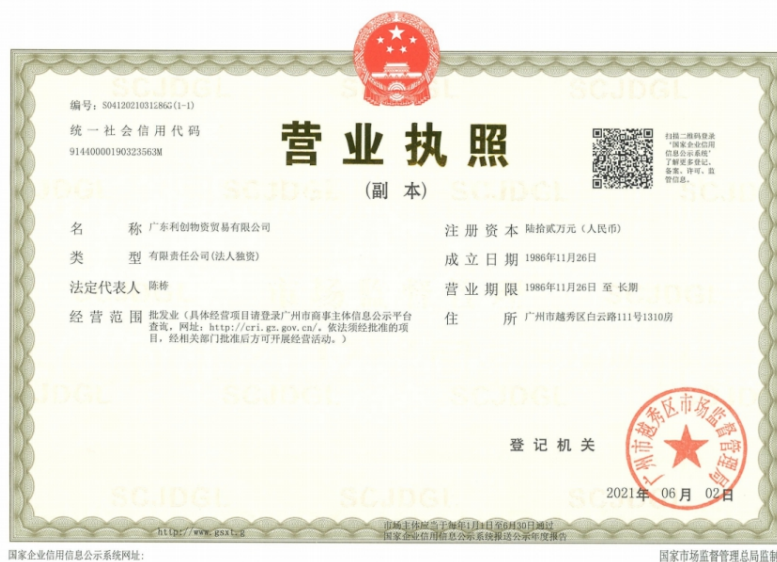 编号: S0412021031586G(1-1)
统一社会信用代码
91440000190323563M
营业执照
(副本)
扫描二维码登录
‘国家企业信用
信息公示系统’
了解更多登记、
备案、许可、监
管信息。
名称 广东利创物资贸易有限公司
类型 有限责任公司(法人独资)
法定代表人 陈桥
经营范围 批发业（具体经营项目请登录广州市商事主体信息公示平台
查询，网址：http://cri.gz.gov.cn/。依法须经批准的项
目，经相关部门批准后方可开展经营活动。）
注册资本 陆拾贰万元（人民币）
成立日期 1986年11月26日
营业期限 1986年11月26日 至 长期
住所 广州市越秀区白云路111号1310房
登记机关
广州市越秀区市场监督管理局
2021年 06月 02日
SCJDGL
http://www.gsxt.g
市场主体应当于每年1月1日至6月30日通过
国家企业信用信息公示系统报送公示年度报告
国家企业信用信息公示系统网址:
国家市场监督管理总局监制